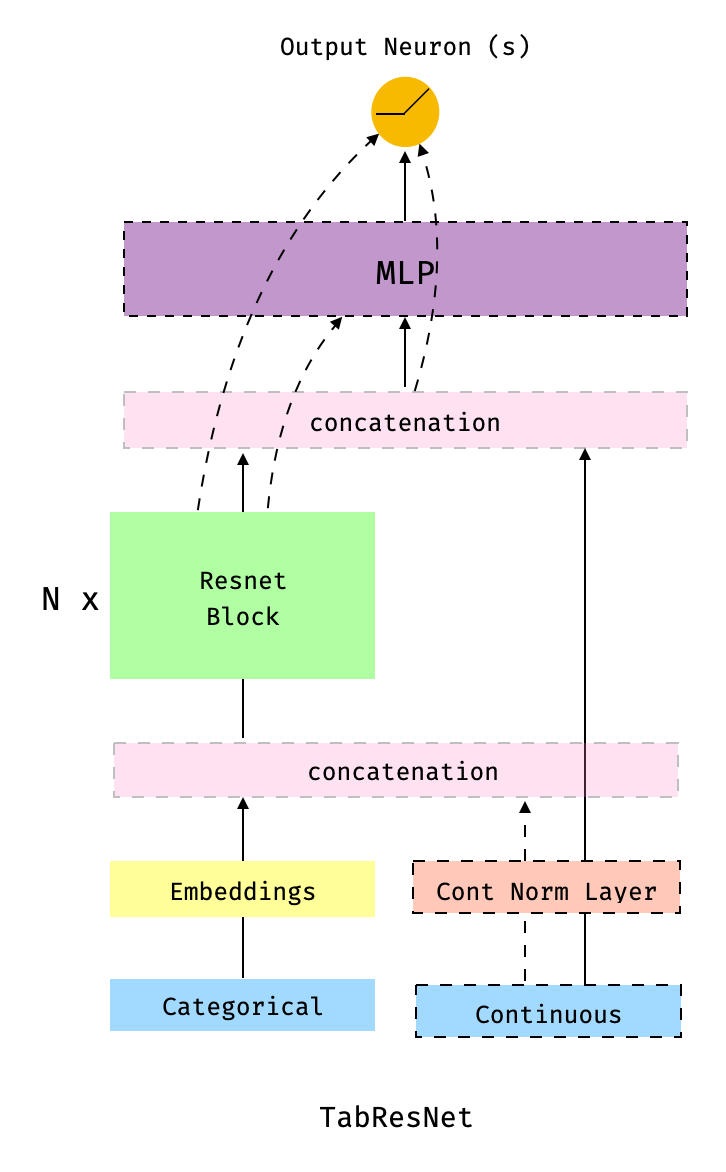 Output Neuron (s)
MLP
concatenation
Resnet
Block
N x
concatenation
Embeddings
Cont Norm Layer
Categorical
Continuous
TabResNet